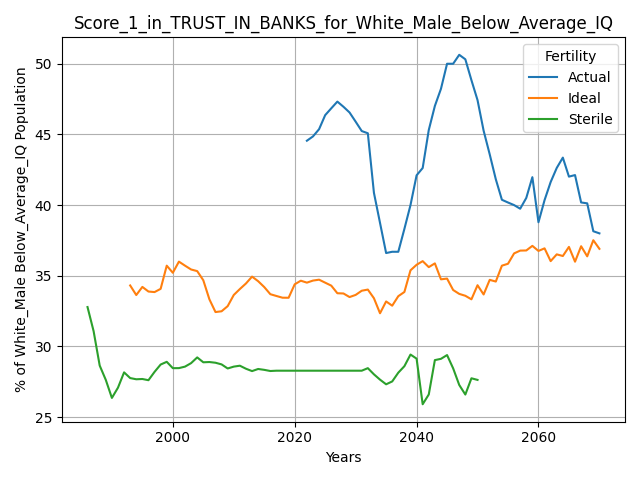 Score_1_in_TRUST_IN_BANKS_for_White_Male_Below_Average_IQ
% of White_Male Below_Average_IQ Population
50
45
40
35
30
25
Fertility
Actual
Ideal
Sterile
2000
2020
2040
2060
Years